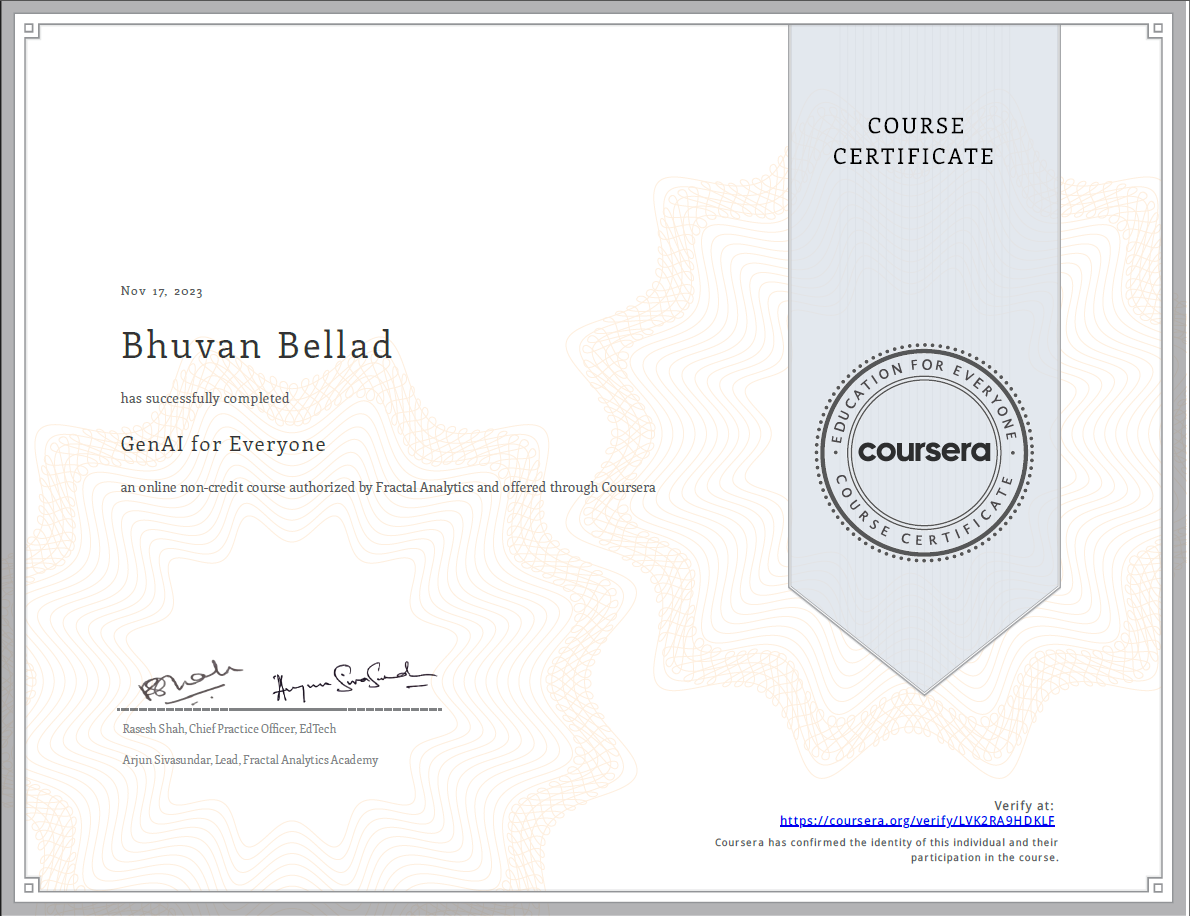 COURSE
CERTIFICATE
Nov 17, 2023
Bhuvan Bellad
has successfully completed
GenAI for Everyone
an online non-credit course authorized by Fractal Analytics and offered through Coursera
EDUCATION FOR EVERYONE
coursera
COURSE CERTIFICATE
Rasesh Shah, Chief Practice Officer, EdTech
Arjun Sivasundar, Lead, Fractal Analytics Academy
Verify at:
https://coursera.org/verify/LVK2RA9HDKLF
Coursera has confirmed the identity of this individual and their
participation in the course.